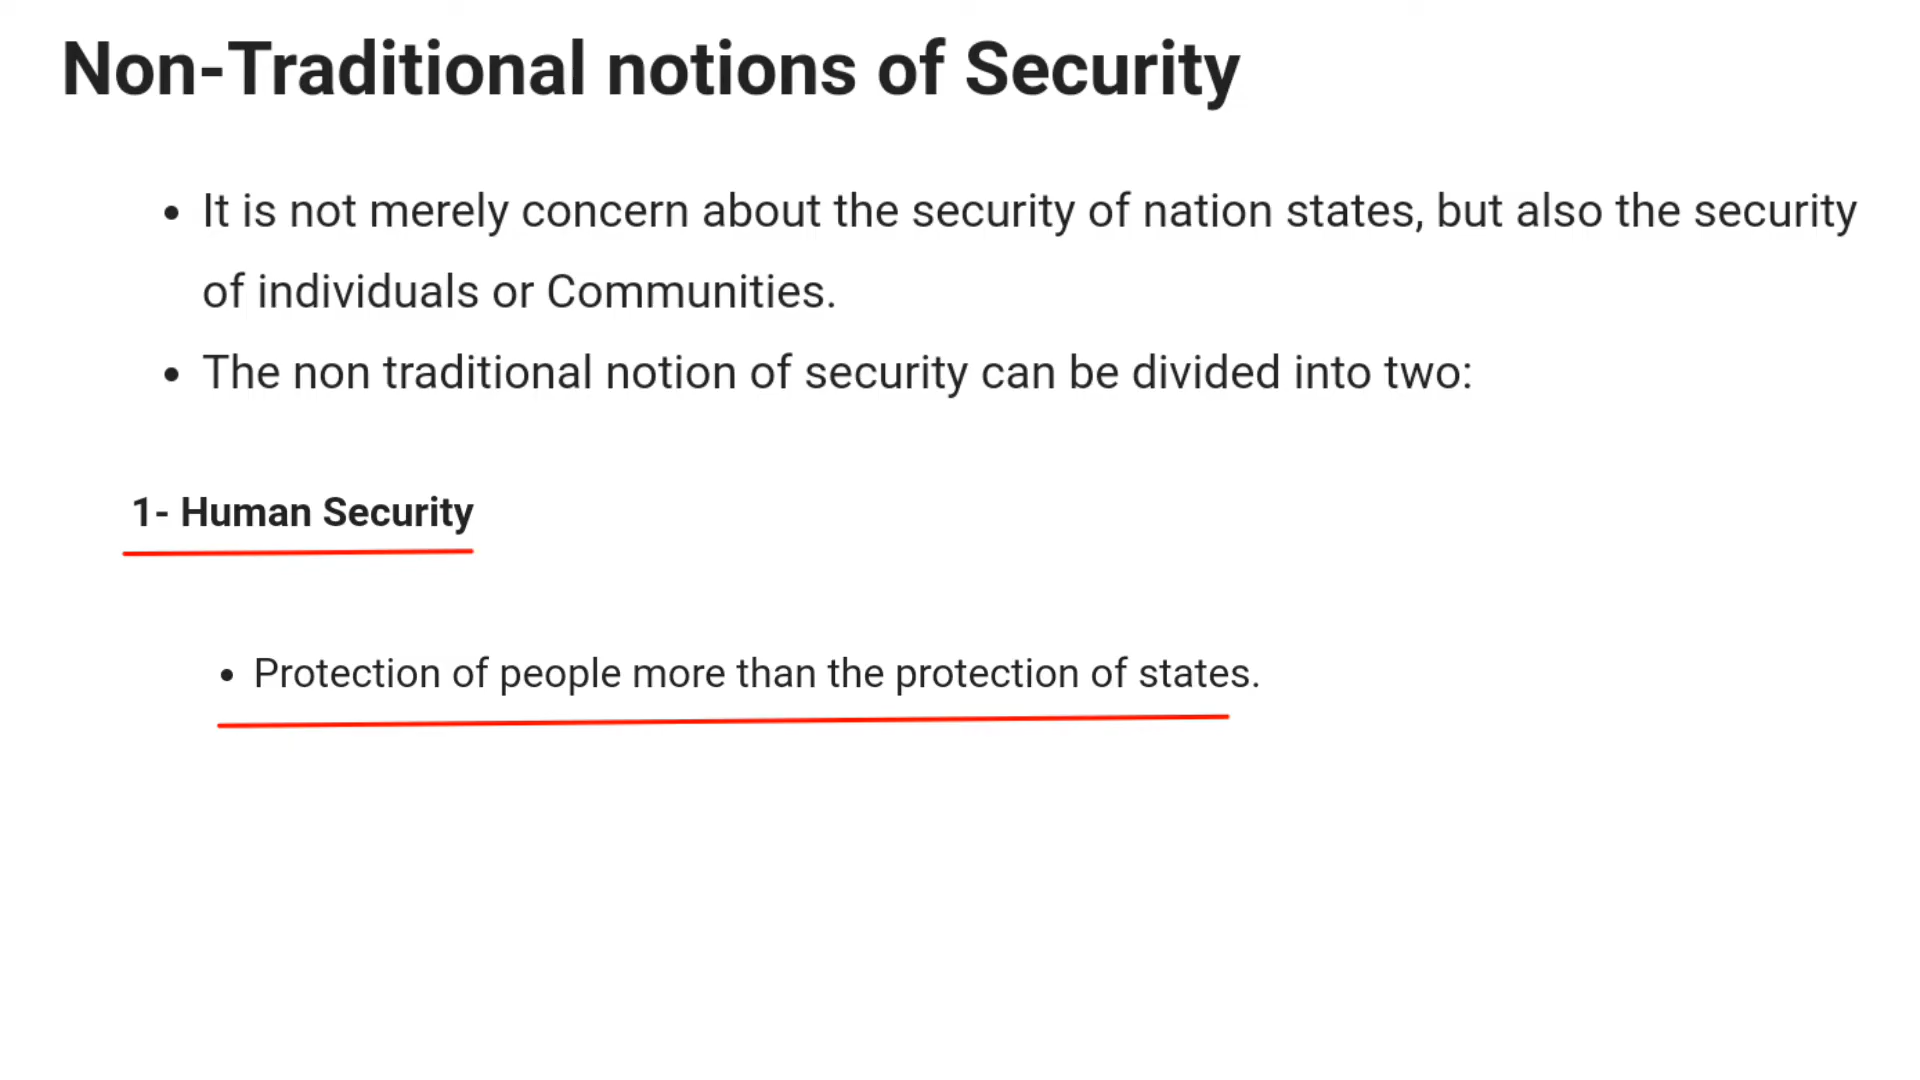 Non-Traditional notions of Security
• It is not merely concern about the security of nation states, but also the security
of individuals or Communities.
• The non traditional notion of security can be divided into two:
1- Human Security
• Protection of people more than the protection of states.